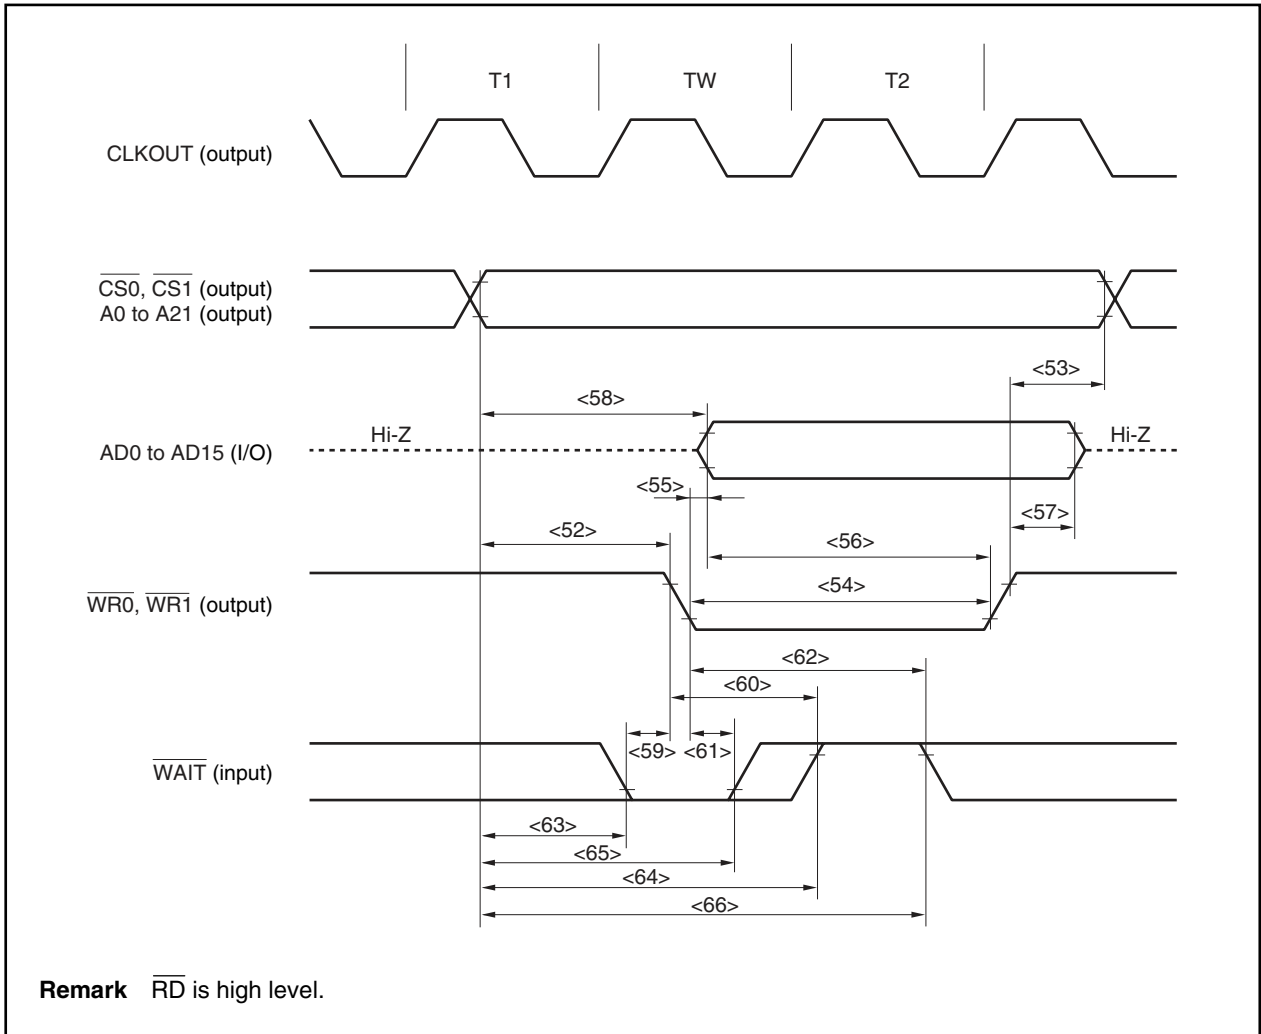 T1 TW T2
CLKOUT (output)
CS0, CS1 (output)
A0 to A21 (output)
<53>
<58>
Hi-Z Hi-Z
AD0 to AD15 (I/O)
<55>
<57>
<52>
<56>
<54>
WR0, WR1 (output)
<62>
<60>
<59> <61>
WAIT (input)
<63>
<65>
<64>
<66>
Remark RD is high level.